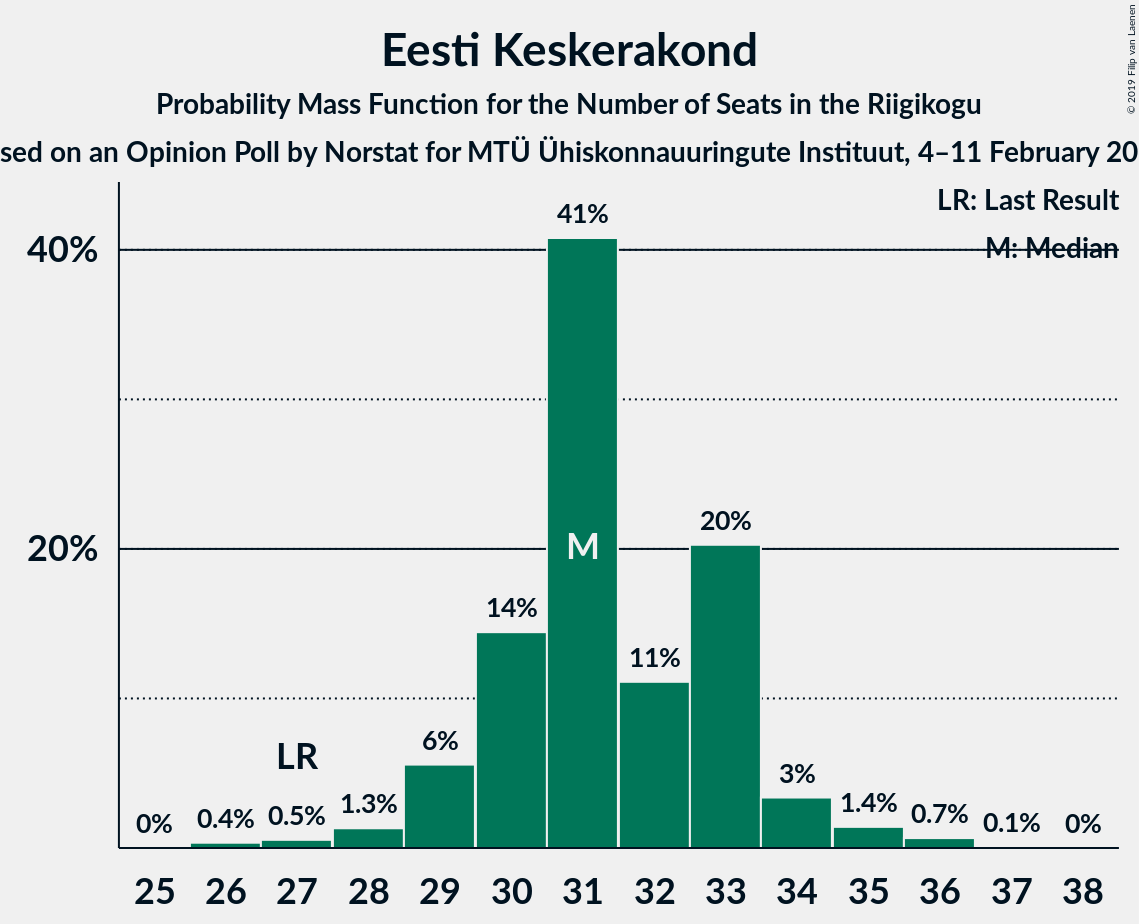 Eesti Keskerakond
Probability Mass Function for the Number of Seats in the Riigikogu
sed on an Opinion Poll by Norstat for MTÜ Ühiskonnauuringute Instituut, 4–11 February 20
© 2019 Filip van Laenen
LR: Last Result
M: Median
40%
20%
41%
20%
14%
11%
6%
3%
1.3%
1.4%
0.4%
0.5%
0.7%
0.1%
0%
0%
LR
M
25 26 27 28 29 30 31 32 33 34 35 36 37 38